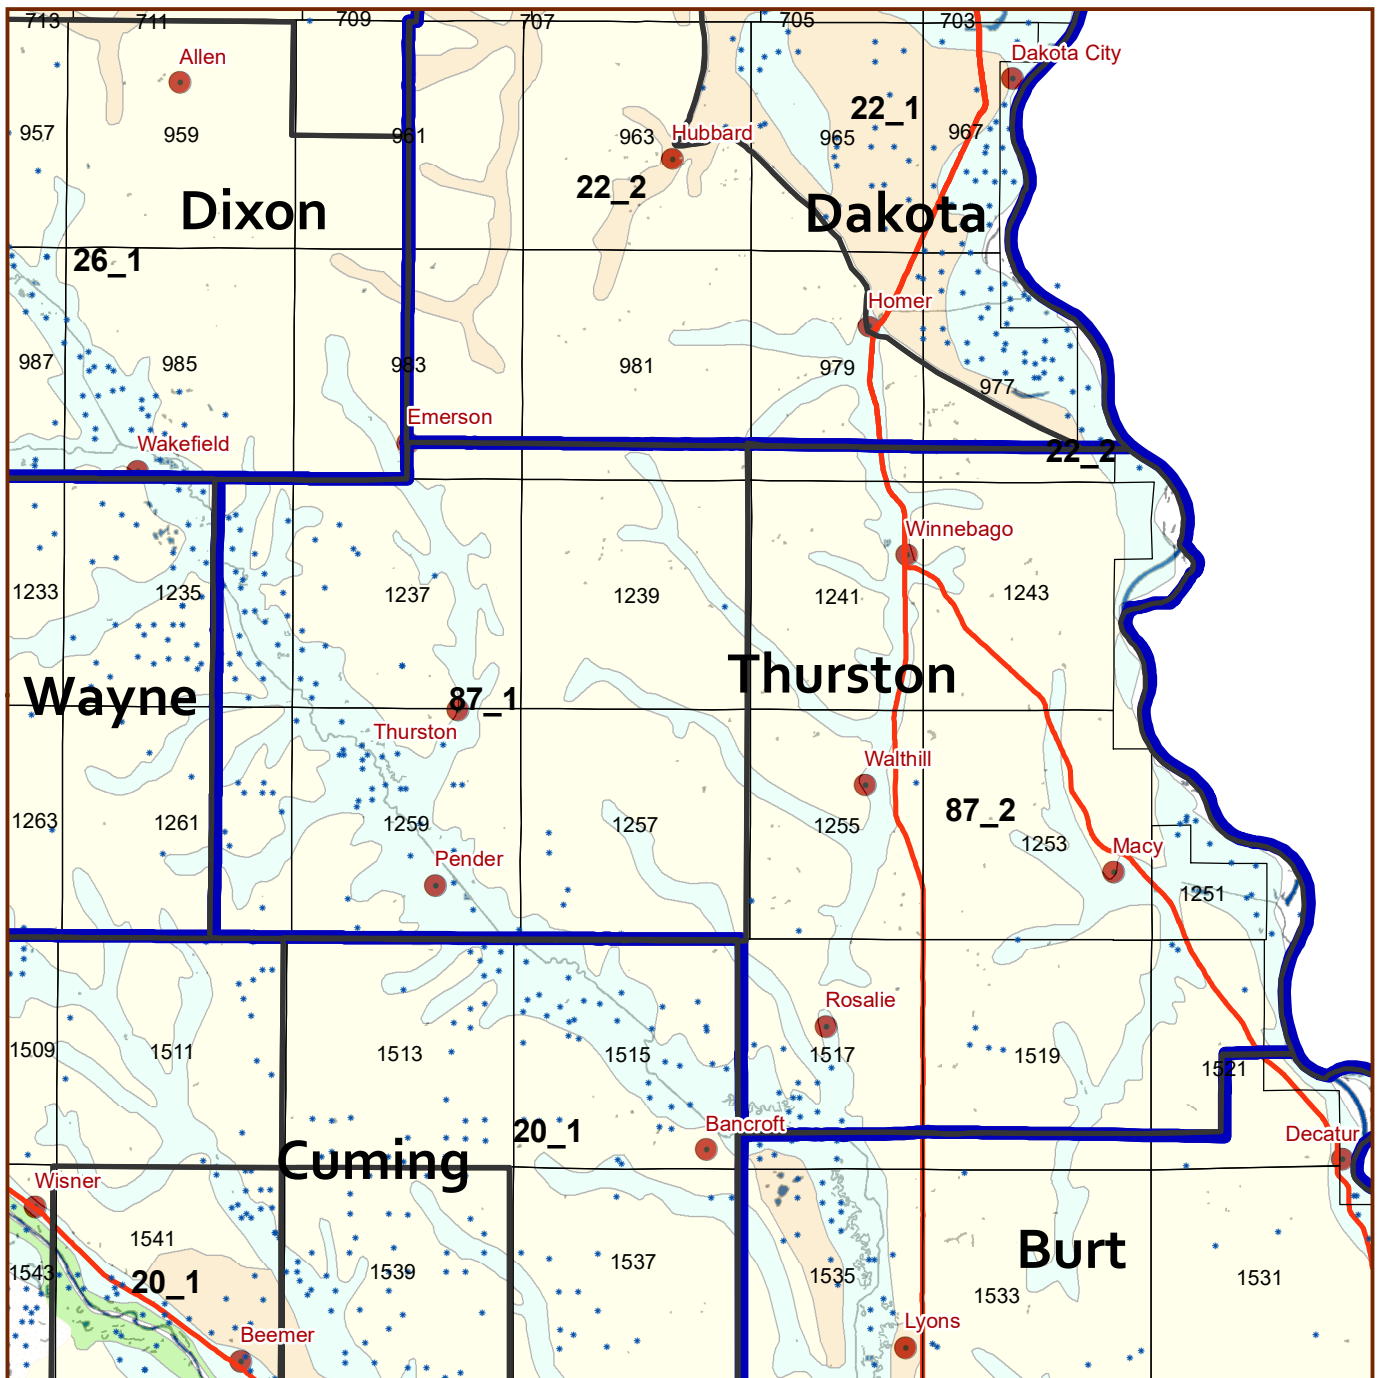 713
711
709
707
705
703
Allen
Dakota City
22_1
957
959
961
963
Hubbard
965
967
22_2
Dixon
Dakota
26_1
Homer
987
985
983
981
979
977
Emerson
Wakefield
22_2
Winnebago
1233
1235
1237
1239
1241
1243
Thurston
Wayne
87_1
Thurston
Walthill
87_2
1263
1261
1259
1257
1255
1253
Macy
Pender
1251
Rosalie
1509
1511
1513
1515
1517
1519
1521
Bancroft
20_1
Decatur
Cuming
Wisner
1541
Burt
1543
20_1
1539
1537
1535
1533
1531
Beemer
Lyons